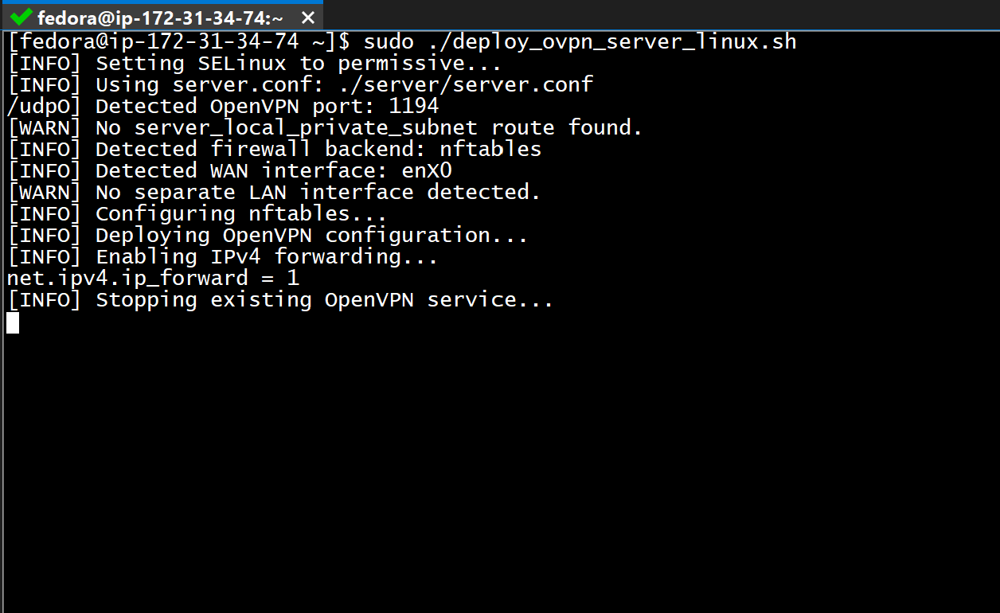 fedora@ip-172-31-34-74:~ ×
[fedora@ip-172-31-34-74 ~]$ sudo ./deploy_ovpn_server_linux.sh
[INFO] Setting SELinux to permissive...
[INFO] Using server.conf: ./server/server.conf
/udpO] Detected OpenVPN port: 1194
[WARN] No server_local_private_subnet route found.
[INFO] Detected firewall backend: nftables
[INFO] Detected WAN interface: enX0
[WARN] No separate LAN interface detected.
[INFO] Configuring nftables...
[INFO] Deploying OpenVPN configuration...
[INFO] Enabling IPv4 forwarding...
net.ipv4.ip_forward = 1
[INFO] Stopping existing OpenVPN service...